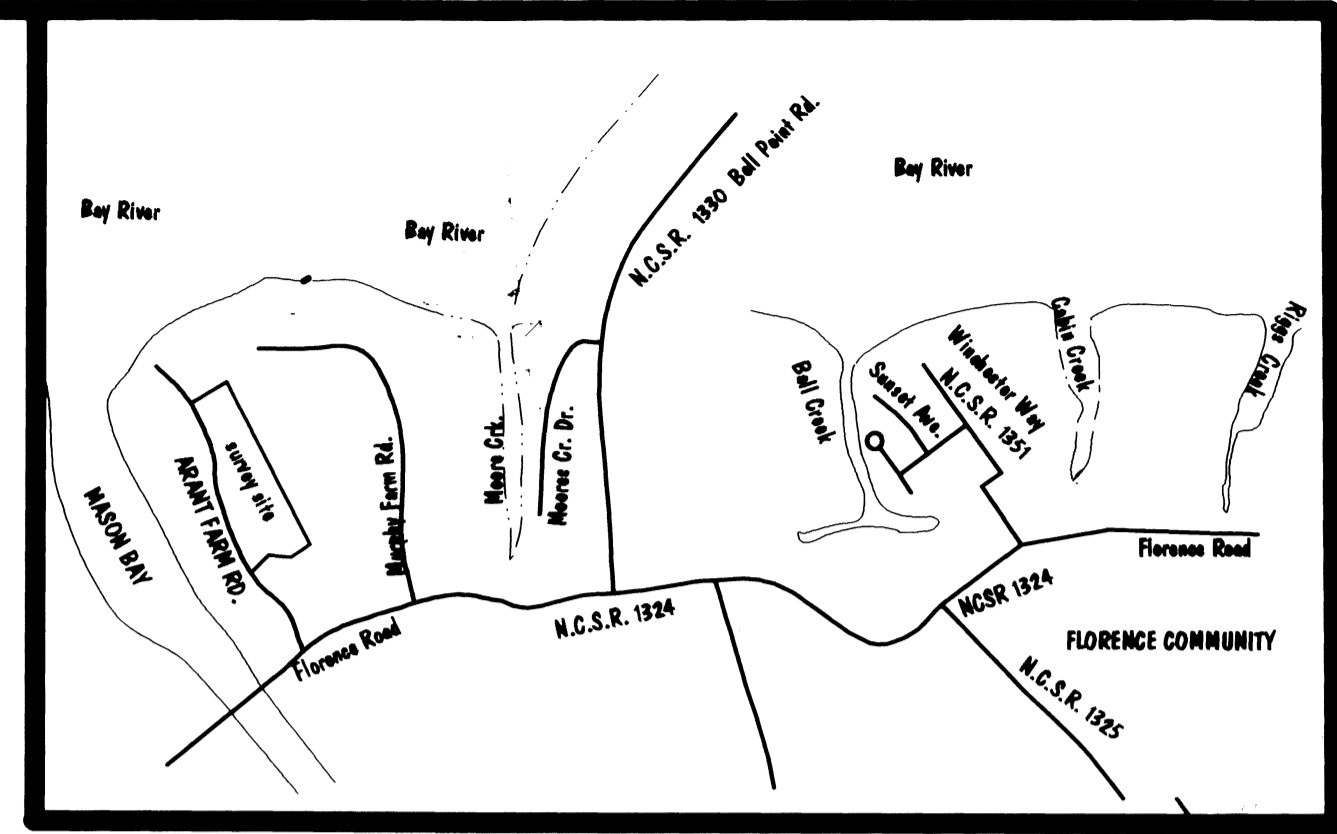 Bay River
Bay River
Bay River
N.C.S.R. 1330 Bell Point Rd.
Cabin Creek
Riggs Creek
Winchester Way
N.C.S.R. 1351
Sunset Ave.
Bell Creek
Moore Crk.
Moores Cr. Dr.
Murphy Farm Rd.
survey site
ARANT FARM RD.
MASON BAY
Florence Road
N.C.S.R. 1324
Florence Road
NCSR 1324
FLORENCE COMMUNITY
N.C.S.R. 1325